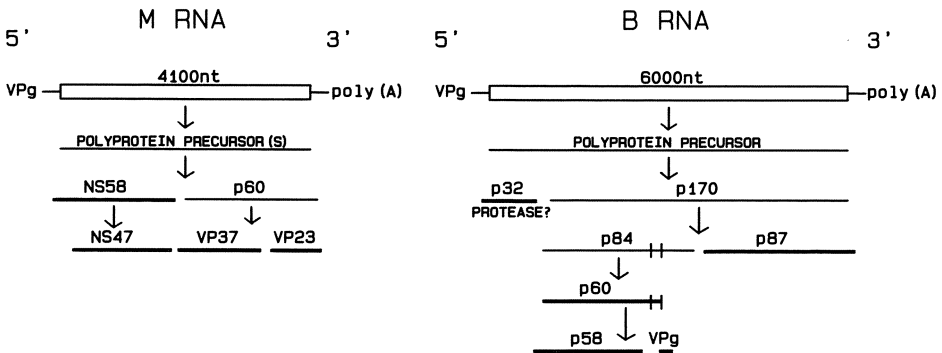 M RNA
5' 3'
4100nt
VPg poly(A)
POLYPROTEIN PRECURSOR(S)
NS58 p60
NS47 VP37 VP23
B RNA
5' 3'
6000nt
VPg poly(A)
POLYPROTEIN PRECURSOR
p32 p170
PROTEASE?
p84 p87
p60
p58 VPg